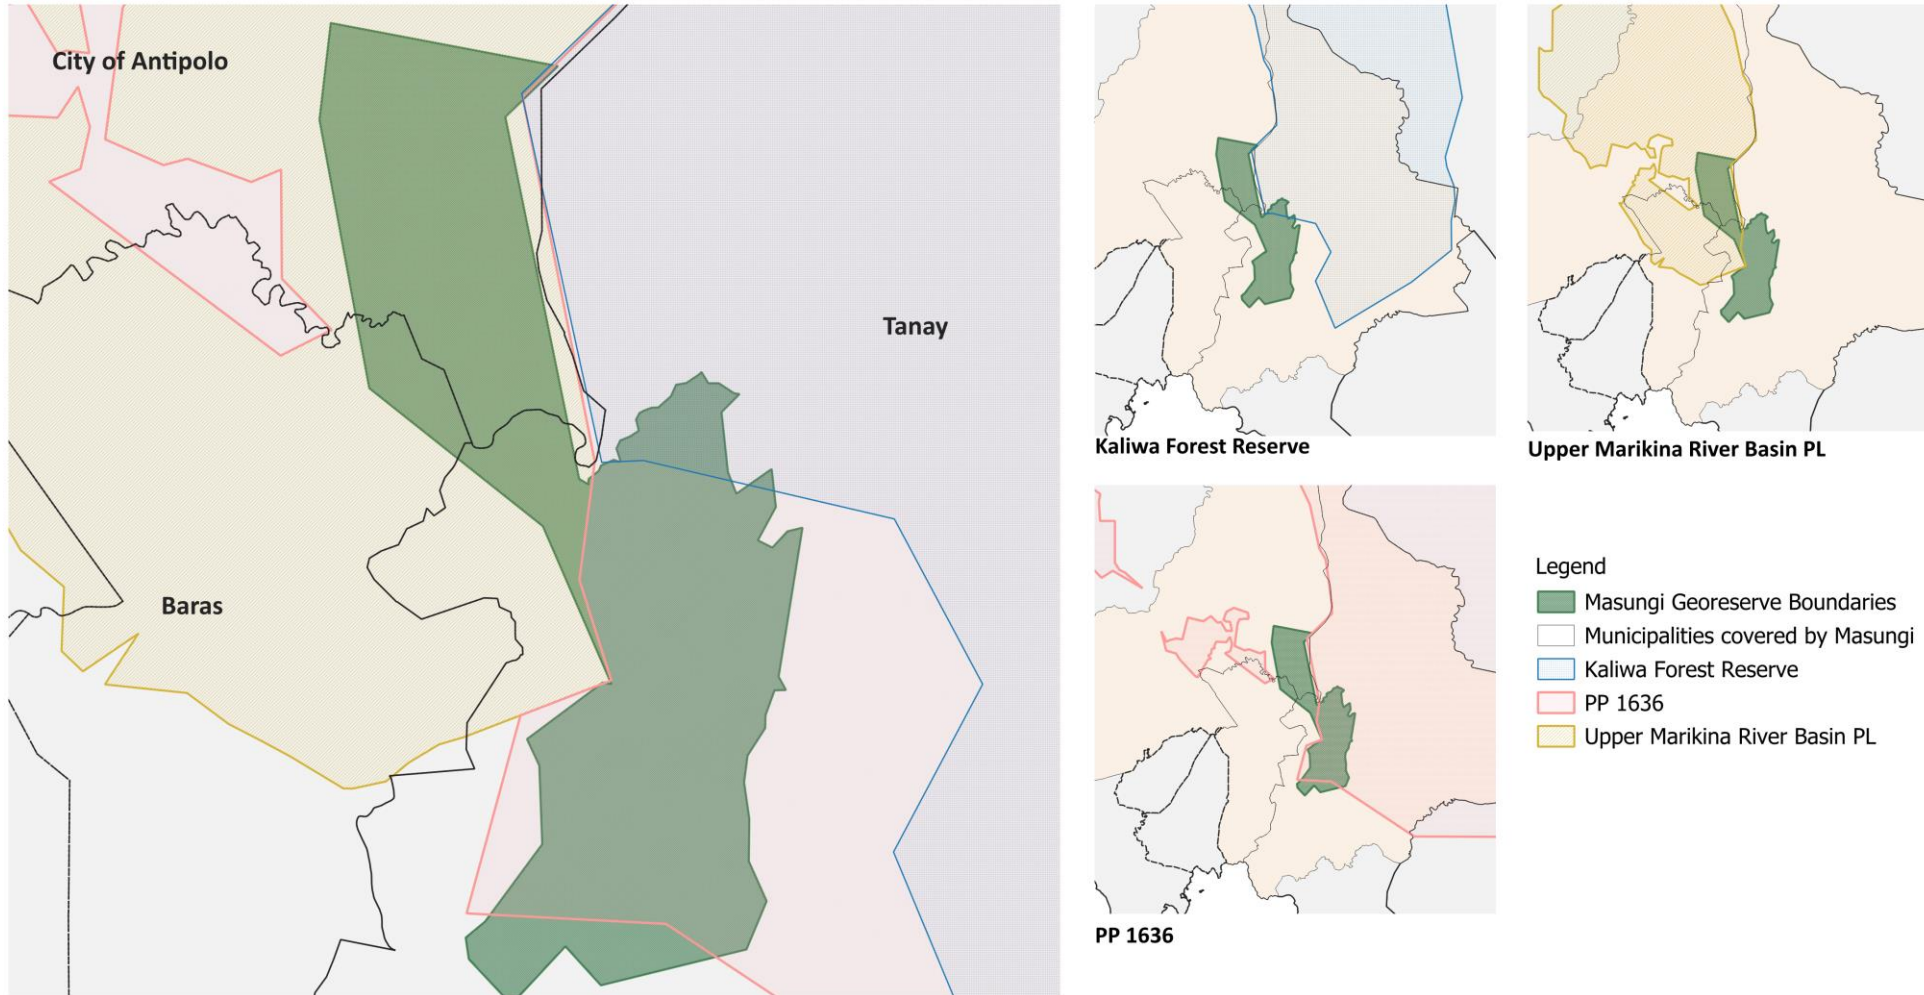 City of Antipolo
Tanay
Baras
Kaliwa Forest Reserve
Upper Marikina River Basin PL
PP 1636
Legend
Masungi Georeserve Boundaries
Municipalities covered by Masungi
Kaliwa Forest Reserve
PP 1636
Upper Marikina River Basin PL